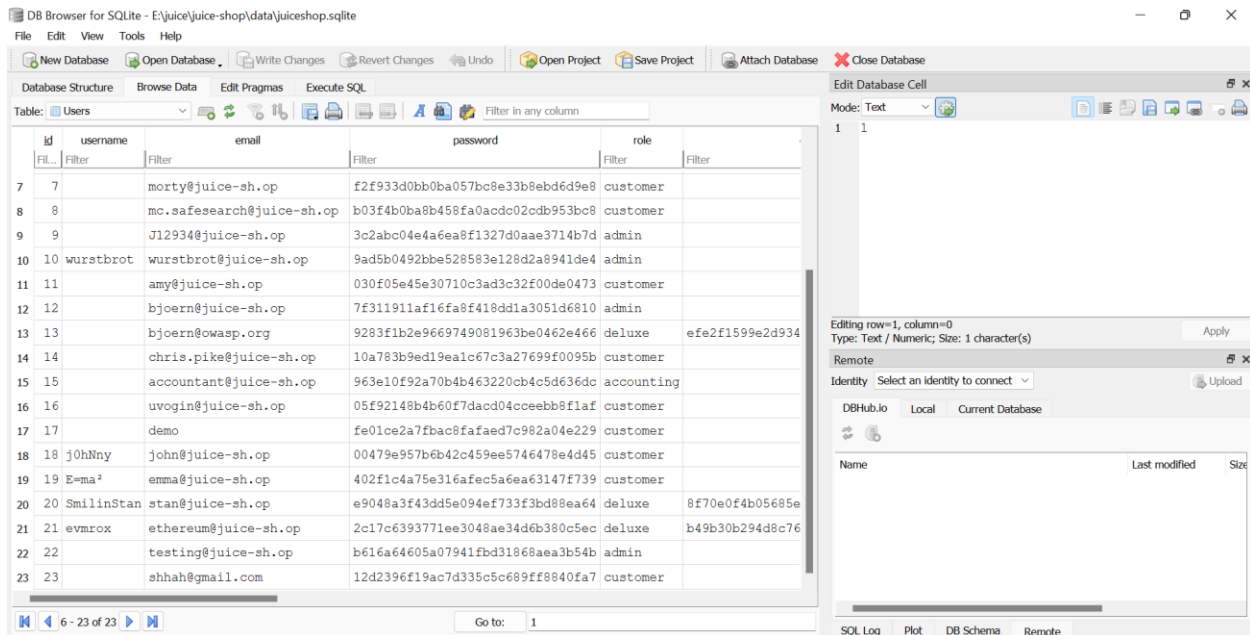 DB Browser for SQLite - E:\juice\juice-shop\data\juiceshop.sqlite
File Edit View Tools Help
New Database Open Database Write Changes Revert Changes Undo Open Project Save Project Attach Database Close Database
Database Structure Browse Data Edit Pragmas Execute SQL
Table: Users Filter in any column
id username email password role
Fil... Filter Filter Filter Filter Filter
7 7 morty@juice-sh.op f2f933d0bb0ba057bc8e33b8ebd6d9e8 customer
8 8 mc.safesearch@juice-sh.op b03f4b0ba8b458fa0acdc02cdb953bc8 customer
9 9 J12934@juice-sh.op 3c2abc04e4a6ea8f1327d0aae3714b7d admin
10 10 wurstbrot wurstbrot@juice-sh.op 9ad5b0492bbe528583e128d2a8941de4 admin
11 11 amy@juice-sh.op 030f05e45e30710c3ad3c32f00de0473 customer
12 12 bjoern@juice-sh.op 7f311911af16fa8f418dd1a3051d6810 admin
13 13 bjoern@owasp.org 9283f1b2e9669749081963be0462e466 deluxe efe2f1599e2d934
14 14 chris.pike@juice-sh.op 10a783b9ed19ea1c67c3a27699f0095b customer
15 15 accountant@juice-sh.op 963e10f92a70b4b463220cb4c5d636dc accounting
16 16 uvogin@juice-sh.op 05f92148b4b60f7dacd04cceebb8f1af customer
17 17 demo fe01ce2a7fbac8fafaed7c982a04e229 customer
18 18 j0hNny john@juice-sh.op 00479e957b6b42c459ee5746478e4d45 customer
19 19 E=ma² emma@juice-sh.op 402f1c4a75e316afec5a6ea63147f739 customer
20 20 SmilinStan stan@juice-sh.op e9048a3f43dd5e094ef733f3bd88ea64 deluxe 8f70e0f4b05685e
21 21 evmrox ethereum@juice-sh.op 2c17c6393771ee3048ae34d6b380c5ec deluxe b49b30b294d8c76
22 22 testing@juice-sh.op b616a64605a07941fbd31868aea3b54b admin
23 23 shhah@gmail.com 12d2396f19ac7d335c5c689ff8840fa7 customer
6 - 23 of 23 Go to: 1
Edit Database Cell
Mode: Text
1 1
Editing row=1, column=0
Type: Text / Numeric; Size: 1 character(s)
Apply
Remote
Identity Select an identity to connect Upload
DBHub.io Local Current Database
Name Last modified Size
SQL Log Plot DB Schema Remote